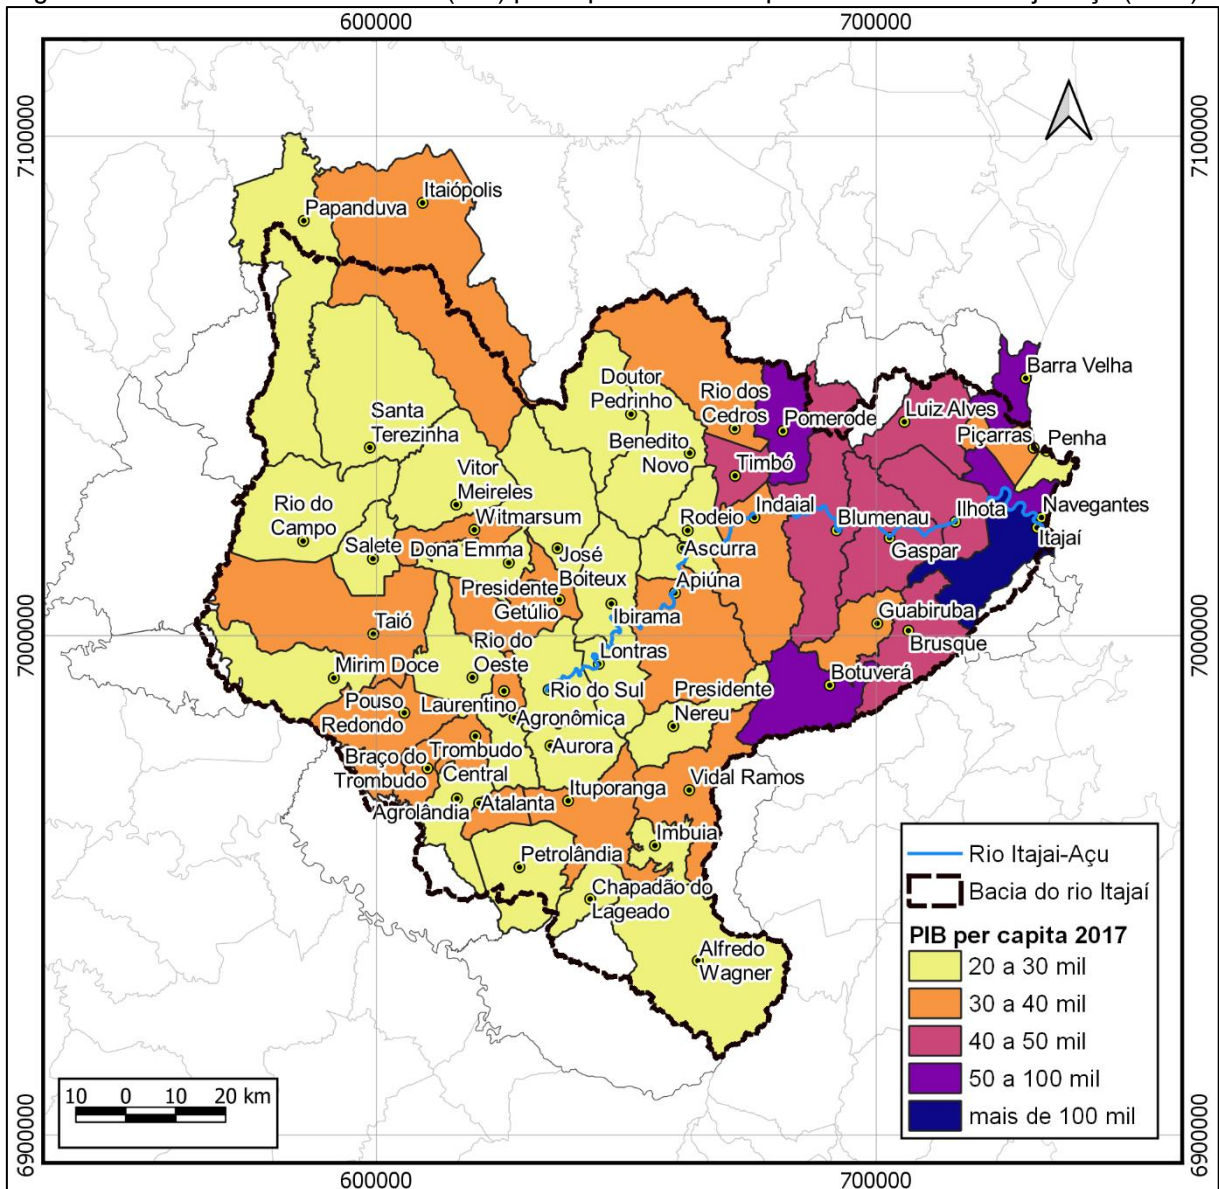 600000
700000
7100000
7100000
Itaiópolis
Papanduva
Barra Velha
Doutor
Pedrinho
Rio dos
Cedros
Pomerode
Luiz Alves
Santa
Terezinha
Piçarras
Penha
Benedito
Novo
Timbó
Vitor
Meireles
Rio do
Campo
Witmarsum
Indaial
Ilhota
Navegantes
Rodeio
Blumenau
Itajaí
Salete
Dona Emma
José
Boiteux
Ascurra
Gaspar
Presidente
Getúlio
Apiúna
Ibirama
Guabiruba
Taió
7000000
7000000
Rio do
Oeste
Lontras
Brusque
Mirim Doce
Botuverá
Rio do Sul
Presidente
Nereu
Pouso
Redondo
Laurentino
Agronômica
Trombudo
Central
Aurora
Braço do
Trombudo
Vidal Ramos
Ituporanga
Atalanta
Agrolândia
Imbuia
Petrolândia
Chapadão do
Lageado
Alfredo
Wagner
Rio Itajai-Açu
Bacia do rio Itajaí
PIB per capita 2017
20 a 30 mil
30 a 40 mil
40 a 50 mil
50 a 100 mil
mais de 100 mil
10 0 10 20 km
6900000
6900000
600000
700000